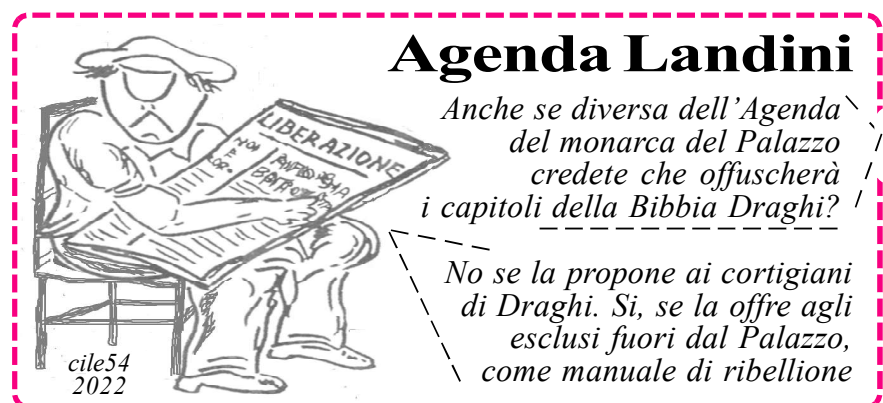 Agenda Landini
Anche se diversa dell'Agenda
del monarca del Palazzo
credete che offuscherà
i capitoli della Bibbia Draghi?
LIBERAZIONE
NOI
E
LOR.
No se la propone ai cortigiani
di Draghi. Si, se la offre agli
esclusi fuori dal Palazzo,
come manuale di ribellione
cile54
2022